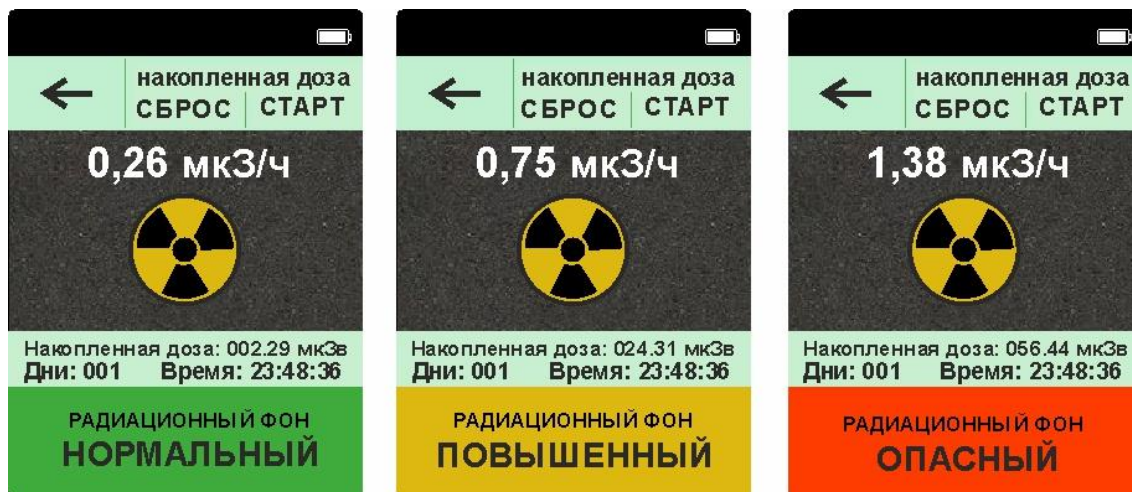 накопленная доза
СБРОС СТАРТ
0,26 мкЗ/ч
Накопленная доза: 002.29 мкЗв
Дни: 001 Время: 23:48:36
РАДИАЦИОННЫЙ ФОН
НОРМАЛЬНЫЙ
накопленная доза
СБРОС СТАРТ
0,75 мкЗ/ч
Накопленная доза: 024.31 мкЗв
Дни: 001 Время: 23:48:36
РАДИАЦИОННЫЙ ФОН
ПОВЫШЕННЫЙ
накопленная доза
СБРОС СТАРТ
1,38 мкЗ/ч
Накопленная доза: 056.44 мкЗв
Дни: 001 Время: 23:48:36
РАДИАЦИОННЫЙ ФОН
ОПАСНЫЙ